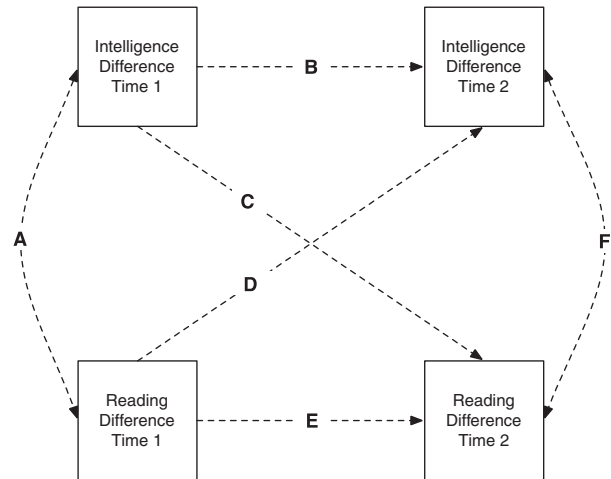 Intelligence
Difference
Time 1
B
Intelligence
Difference
Time 2
C
A
F
D
Reading
Difference
Time 1
E
Reading
Difference
Time 2